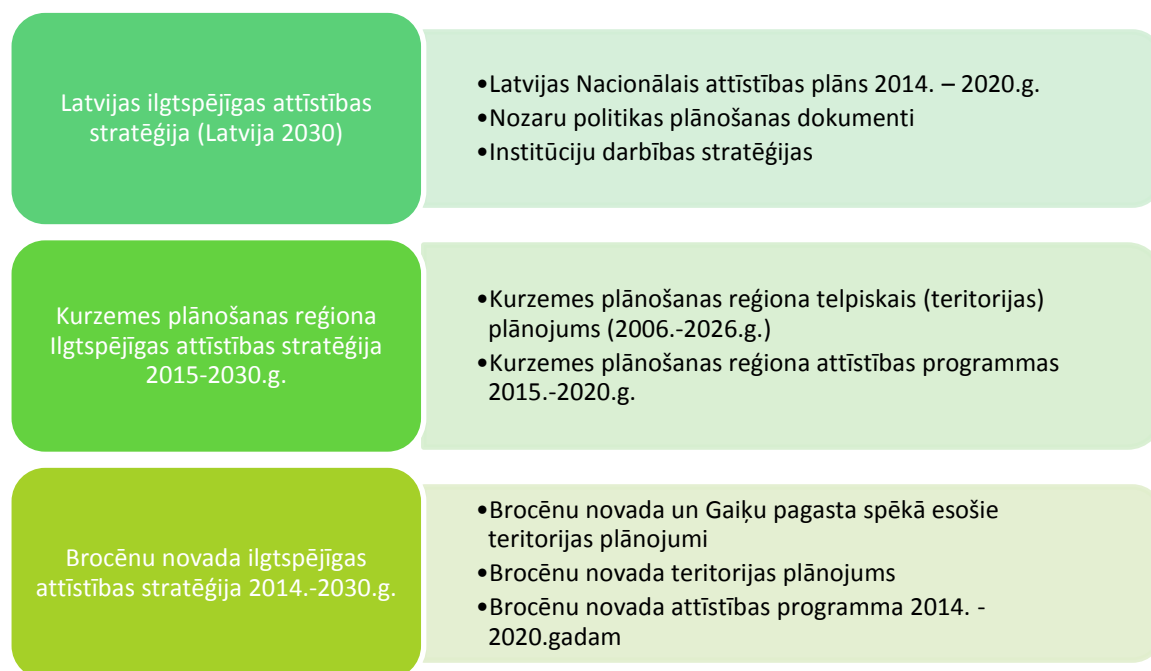 Latvijas ilgtspējīgas attīstības
stratēģija (Latvija 2030)
•Latvijas Nacionālais attīstības plāns 2014. – 2020.g.
•Nozaru politikas plānošanas dokumenti
•Institūciju darbības stratēģijas
Kurzemes plānošanas reģiona
Ilgtspējīgas attīstības stratēģija
2015-2030.g.
•Kurzemes plānošanas reģiona telpiskais (teritorijas)
plānojums (2006.-2026.g.)
•Kurzemes plānošanas reģiona attīstības programmas
2015.-2020.g.
Brocēnu novada ilgtspējīgas
attīstības stratēģija 2014.-2030.g.
•Brocēnu novada un Gaiķu pagasta spēkā esošie
teritorijas plānojumi
•Brocēnu novada teritorijas plānojums
•Brocēnu novada attīstības programma 2014. -
2020.gadam